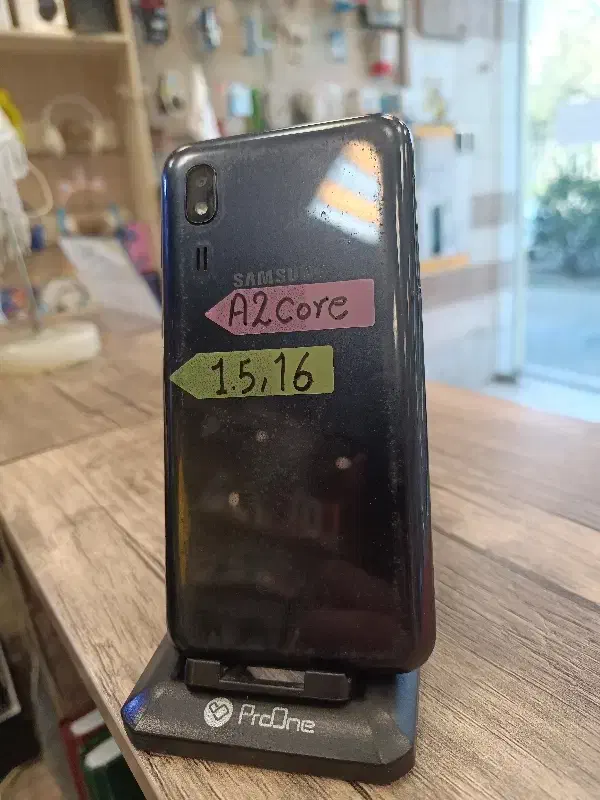 SAMSUNG
A2core
1.5,16
ProOne